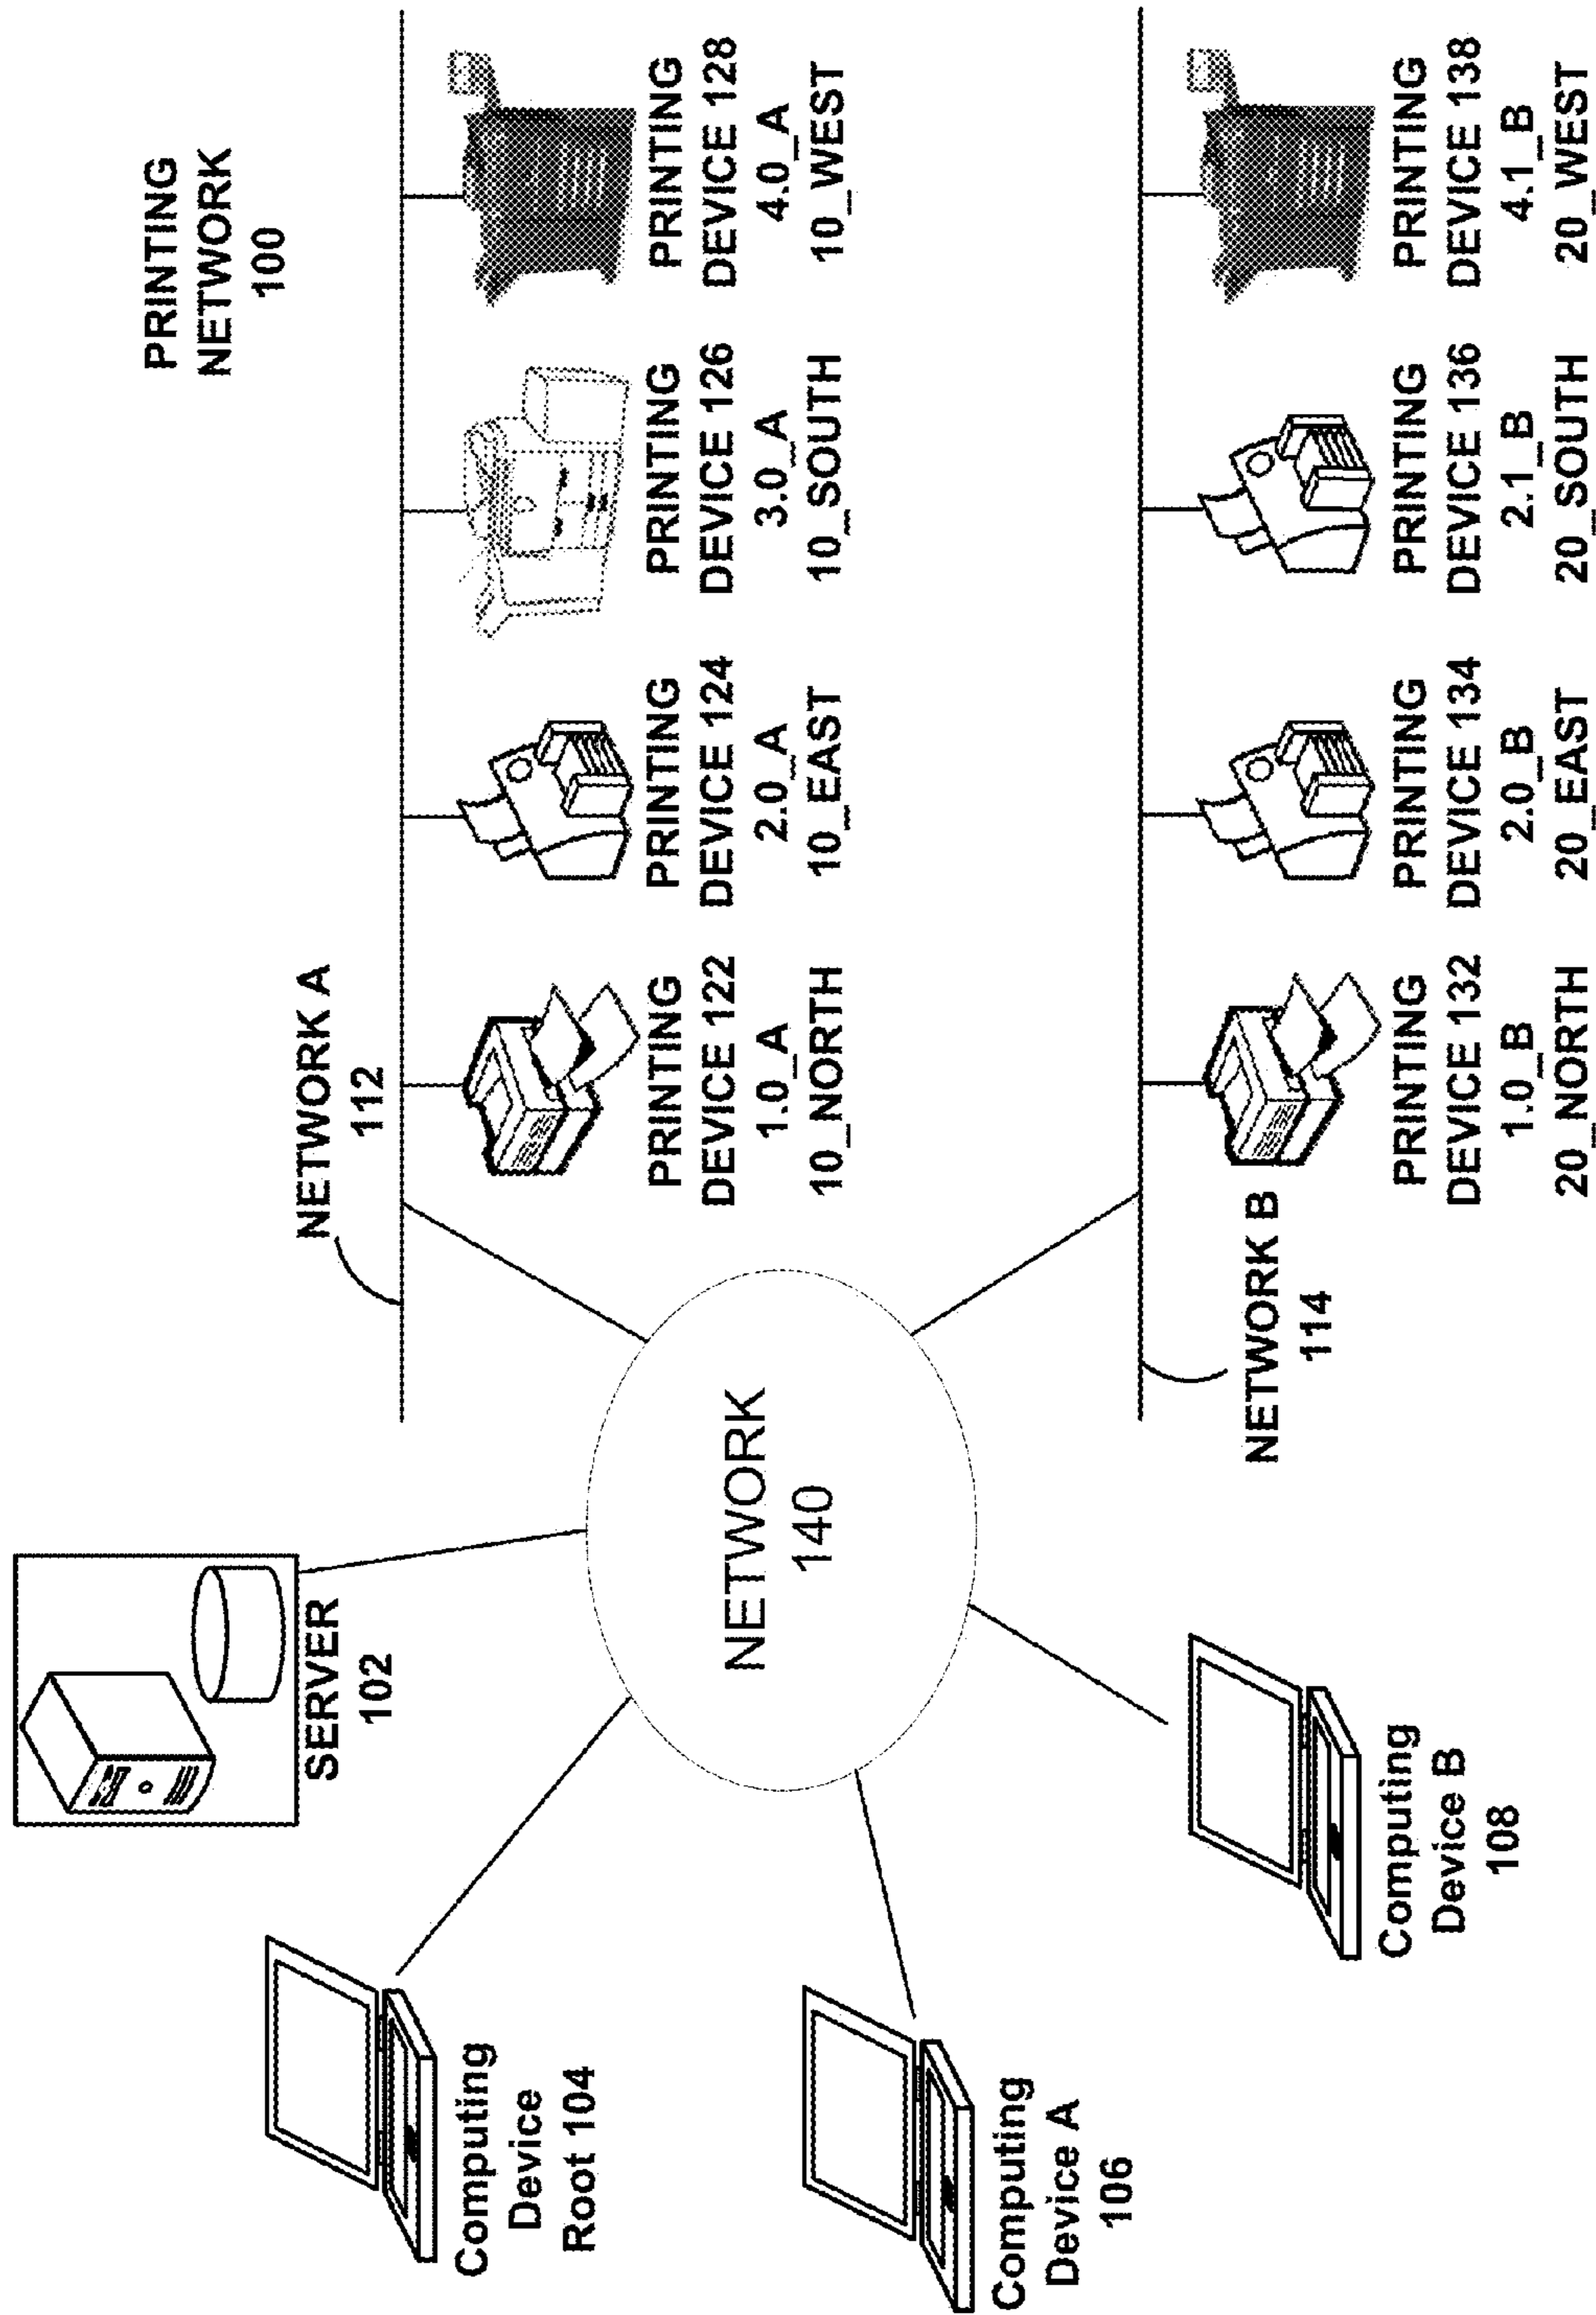 PRINTING
NETWORK
100
SERVER
102
NETWORK A
112
Computing
Device
Root 104
PRINTING
DEVICE 122
1.0_A
10_NORTH
PRINTING
DEVICE 124
2.0_A
10_EAST
PRINTING
DEVICE 126
3.0_A
10_SOUTH
PRINTING
DEVICE 128
4.0_A
10_WEST
NETWORK
140
Computing
Device A
106
Computing
Device B
108
NETWORK B
114
PRINTING
DEVICE 132
1.0_B
20_NORTH
PRINTING
DEVICE 134
2.0_B
20_EAST
PRINTING
DEVICE 136
2.1_B
20_SOUTH
PRINTING
DEVICE 138
4.1_B
20_WEST